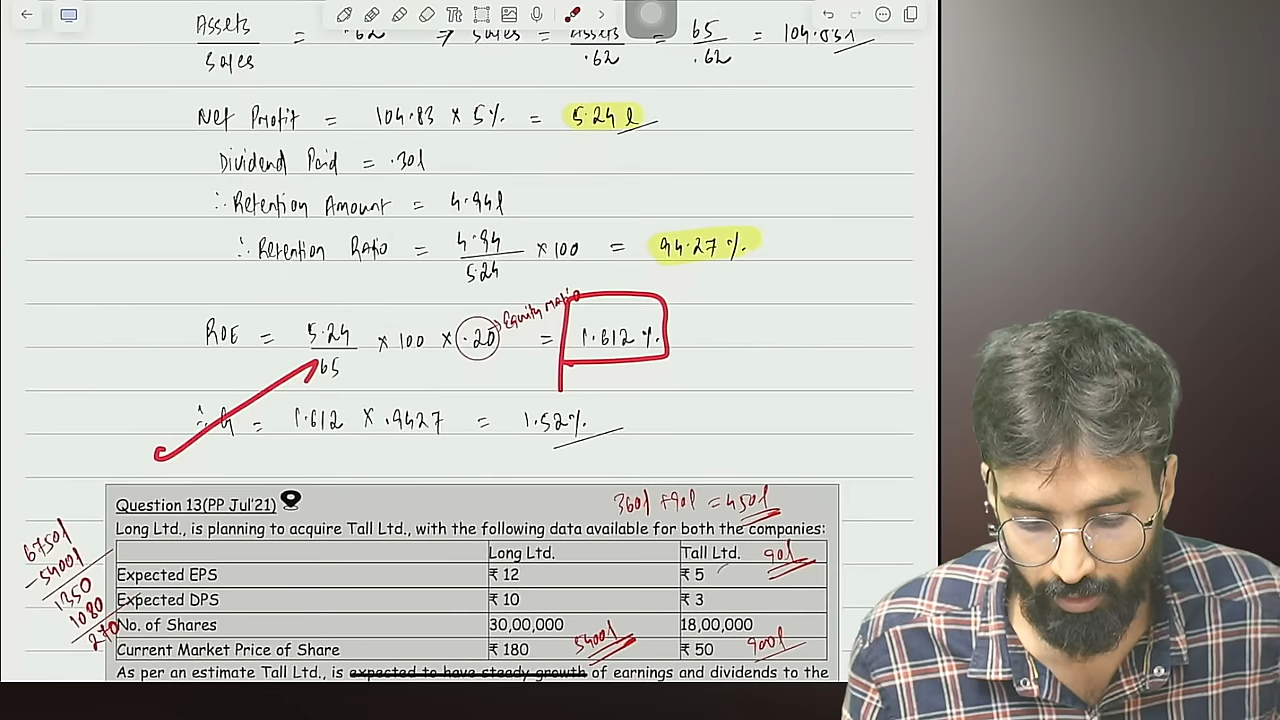 Assets / Sales = .62 ⇒ Sales = Assets / .62 = 65 / .62 = 104.83l
Net Profit = 104.83 × 5% = 5.24 l
Dividend Paid = .30l
∴ Retention Amount = 4.94l
∴ Retention Ratio = 4.94 / 5.24 × 100 = 94.27 %.
Equity Ratio
ROE = 5.24 / 65 × 100 × .20 = 1.612 %.
∴ G = 1.612 × .9427 = 1.52%.
Question 13(PP Jul'21)
360l + 90l = 450l
Long Ltd., is planning to acquire Tall Ltd., with the following data available for both the companies:
Long Ltd. Tall Ltd. 90l
Expected EPS ₹ 12 ₹ 5
Expected DPS ₹ 10 ₹ 3
No. of Shares 30,00,000 18,00,000
Current Market Price of Share ₹ 180 5400l ₹ 50 900l
As per an estimate Tall Ltd., is expected to have steady growth of earnings and dividends to the
6750l
- 5400l
1350
1080
270